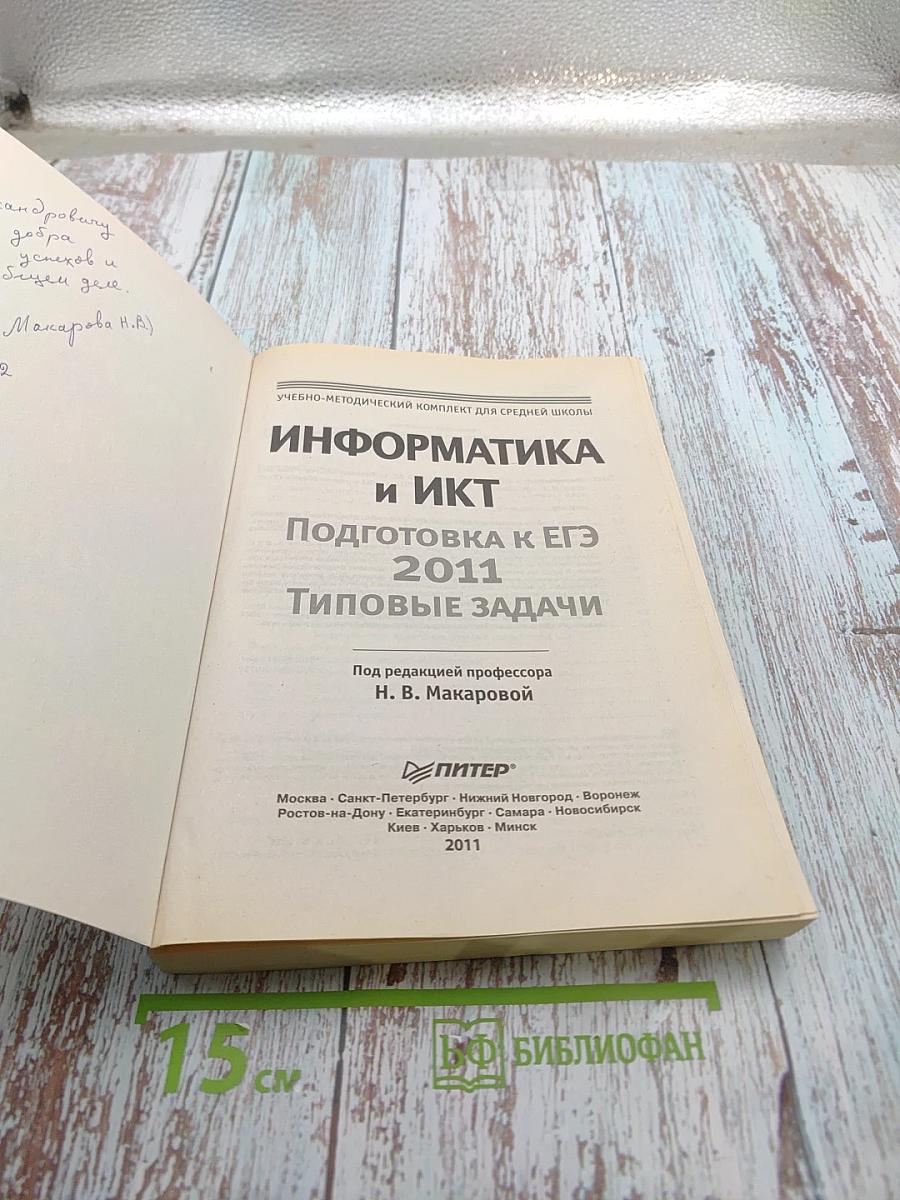 добра
успехов и
деле.
Макарова Н.В.)
2
УЧЕБНО-МЕТОДИЧЕСКИЙ КОМПЛЕКТ ДЛЯ СРЕДНЕЙ ШКОЛЫ
ИНФОРМАТИКА
и ИКТ
ПОДГОТОВКА К ЕГЭ
2011
ТИПОВЫЕ ЗАДАЧИ
Под редакцией профессора
Н. В. Макаровой
ПИТЕР®
Москва · Санкт-Петербург · Нижний Новгород · Воронеж
Ростов-на-Дону · Екатеринбург · Самара · Новосибирск
Киев · Харьков · Минск
2011
15 см
БФ БИБЛИОФАН